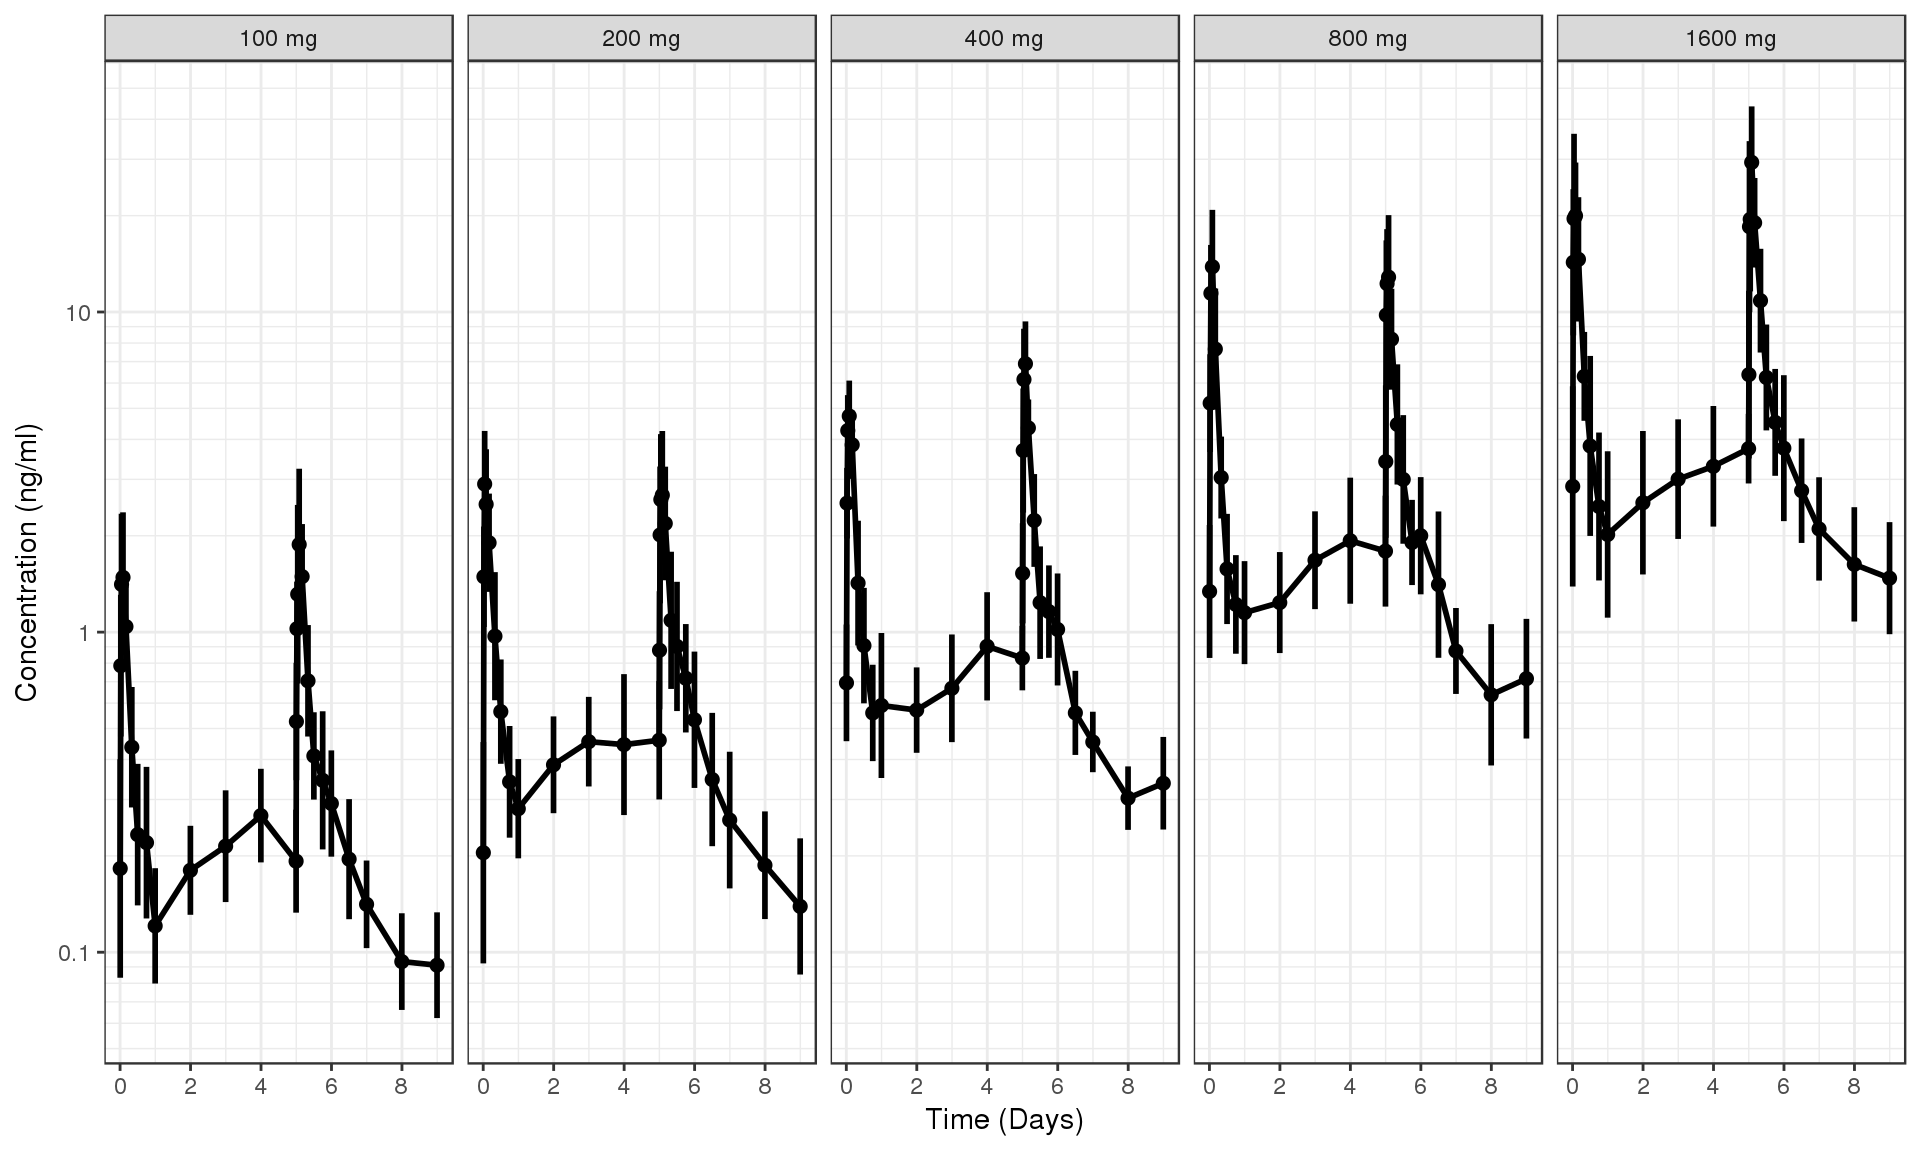 100 mg 200 mg 400 mg 800 mg 1600 mg
Concentration (ng/ml)
10
1
0.1
0 2 4 6 8 0 2 4 6 8 0 2 4 6 8 0 2 4 6 8 0 2 4 6 8
Time (Days)